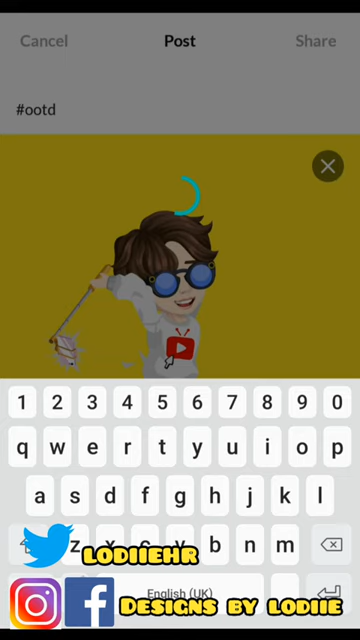 Cancel Post Share
#ootd
1 2 3 4 5 6 7 8 9 0
q w e r t y u i o p
a s d f g h j k l
z x c v b n m
LODIIEHR
English (UK)
DESIGNS BY LODIIE